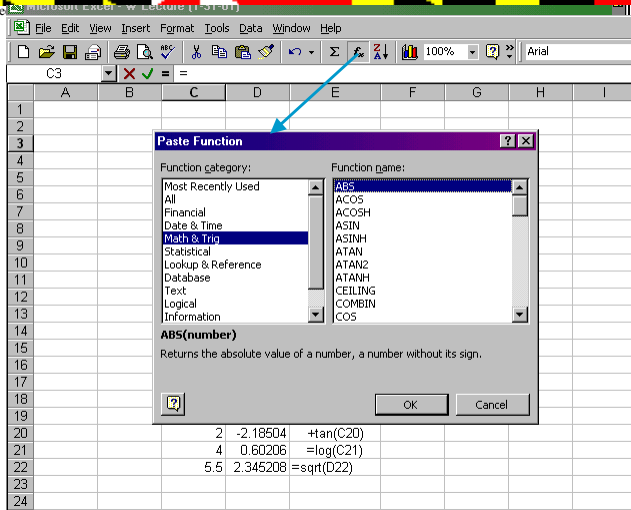 Microsoft Excel - W Lecture (1-31-01)
File Edit View Insert Format Tools Data Window Help
100% Arial
C3 = =
A B C D E F G H I
1
2
3
Paste Function
4
Function category: Function name:
5
Most Recently Used ABS
6
All ACOS
7
Financial ACOSH
8
Date & Time ASIN
9
Math & Trig ASINH
Statistical ATAN
10
Lookup & Reference ATAN2
11
Database ATANH
12
Text CEILING
Logical COMBIN
13
Information COS
14
ABS(number)
15
Returns the absolute value of a number, a number without its sign.
16
17
18
OK Cancel
19
20 2 -2.18504 +tan(C20)
21 4 0.60206 =log(C21)
22 5.5 2.345208 =sqrt(D22)
23
24